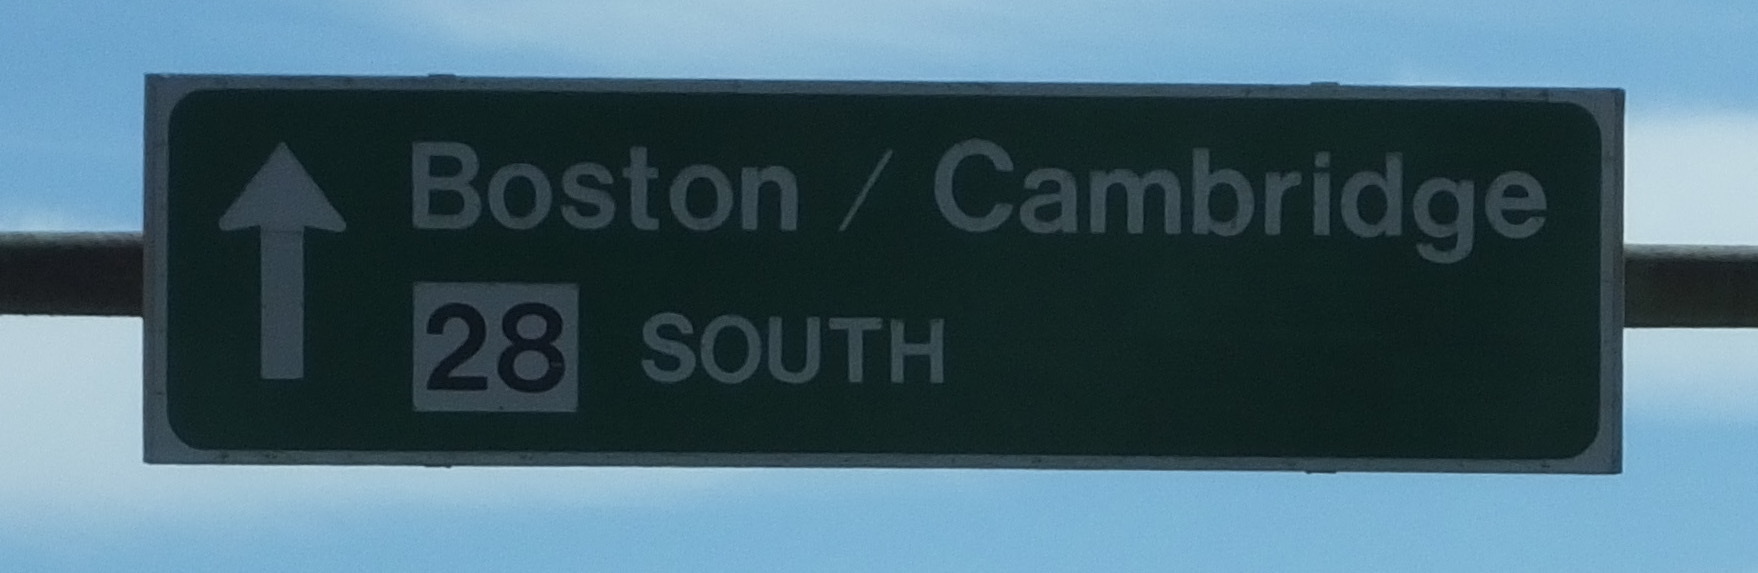 Boston / Cambridge
28 SOUTH